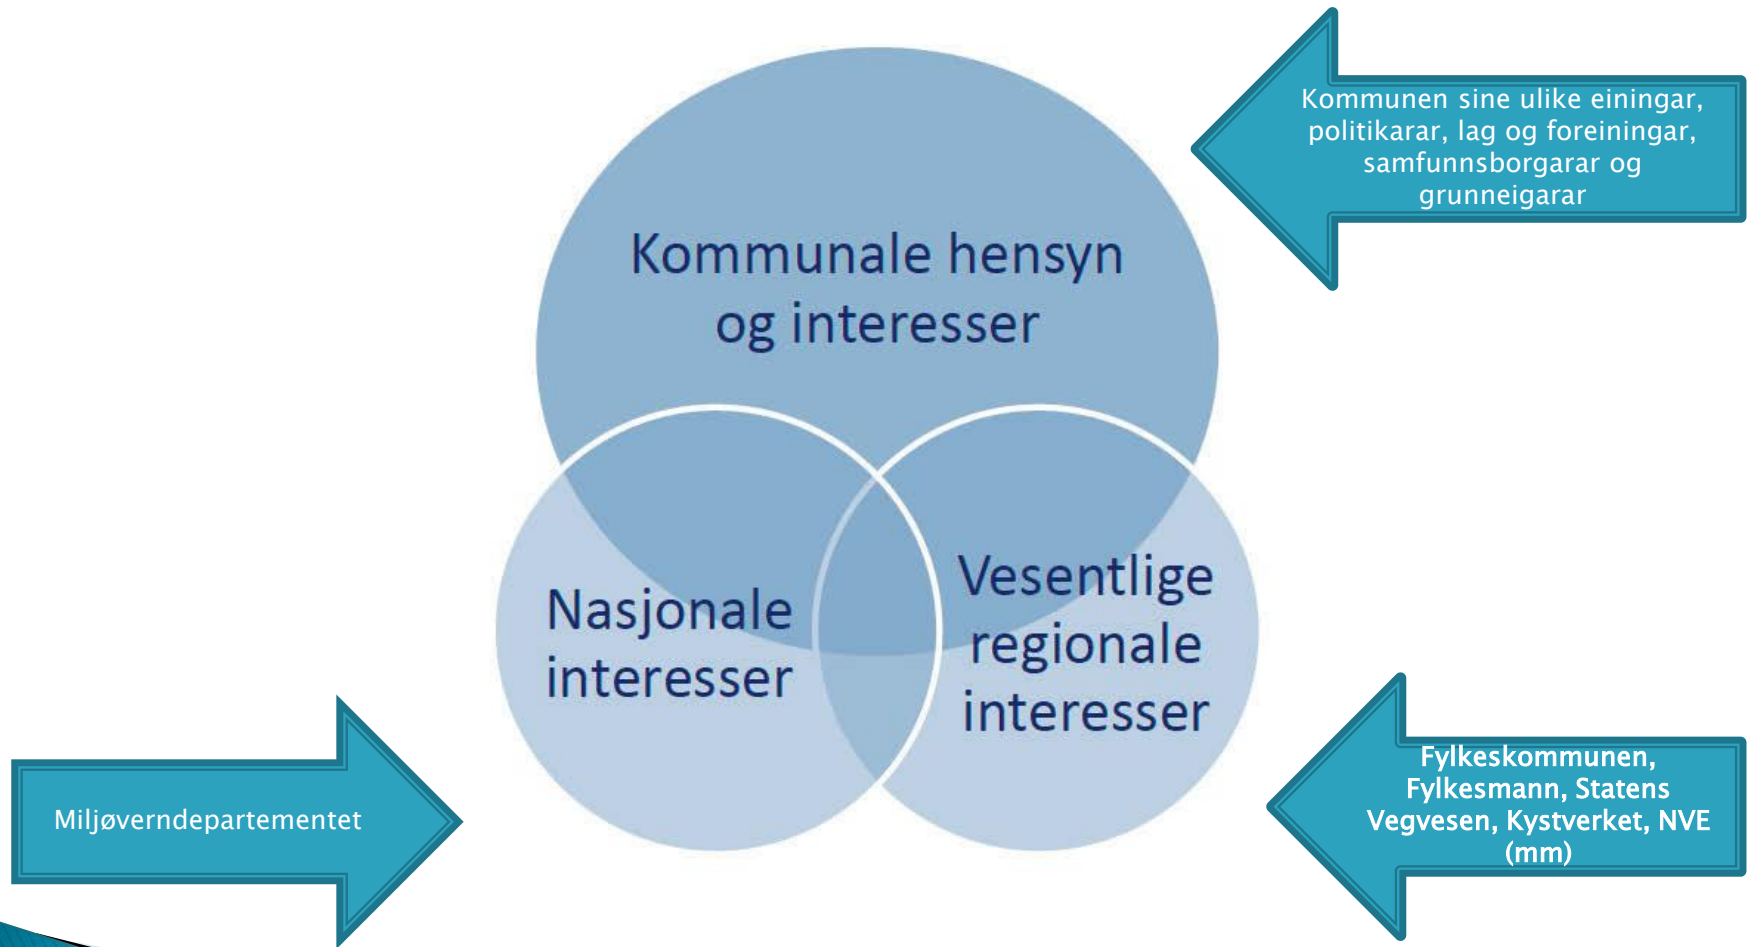 Kommunen sine ulike einingar,
politikarar, lag og foreiningar,
samfunnsborgarar og
grunneigarar
Kommunale hensyn
og interesser
Nasjonale
interesser
Vesentlige
regionale
interesser
Miljøverndepartementet
Fylkeskommunen,
Fylkesmann, Statens
Vegvesen, Kystverket, NVE
(mm)